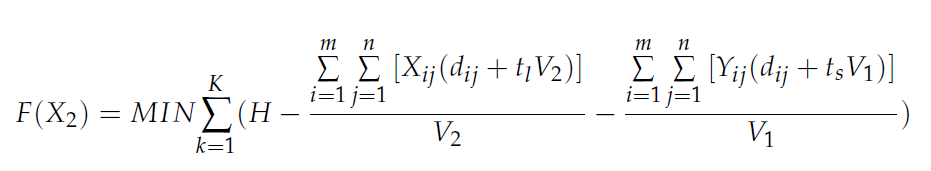 F(X_2) = MIN \sum_{k=1}^{K} (H - \frac{\sum_{i=1}^{m} \sum_{j=1}^{n} [X_{ij}(d_{ij} + t_l V_2)]}{V_2} - \frac{\sum_{i=1}^{m} \sum_{j=1}^{n} [Y_{ij}(d_{ij} + t_s V_1)]}{V_1})